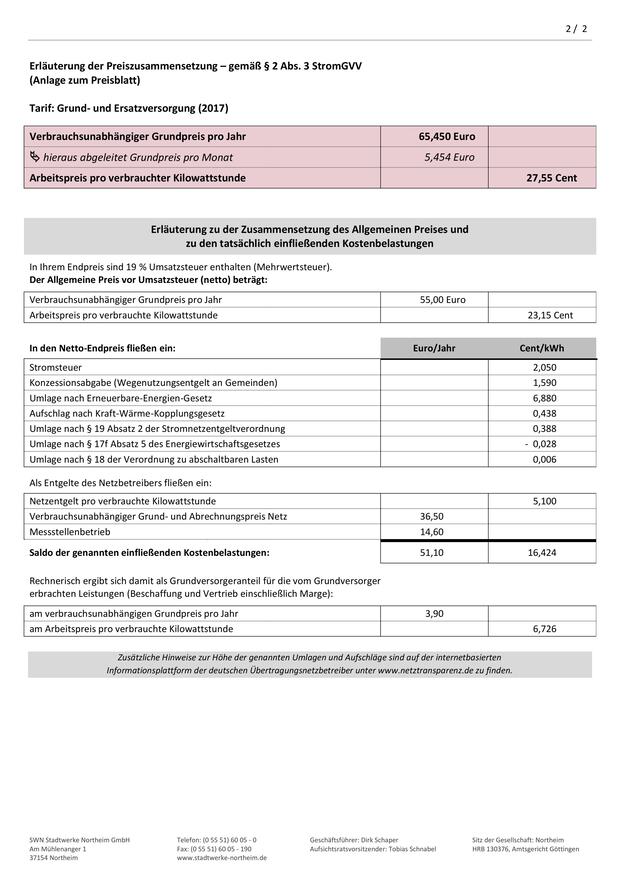 2 / 2
Erläuterung der Preiszusammensetzung – gemäß § 2 Abs. 3 StromGVV
(Anlage zum Preisblatt)
Tarif: Grund- und Ersatzversorgung (2017)
Verbrauchsunabhängiger Grundpreis pro Jahr 65,450 Euro
hieraus abgeleitet Grundpreis pro Monat 5,454 Euro
Arbeitspreis pro verbrauchter Kilowattstunde 27,55 Cent
Erläuterung zu der Zusammensetzung des Allgemeinen Preises und
zu den tatsächlich einfließenden Kostenbelastungen
In Ihrem Endpreis sind 19 % Umsatzsteuer enthalten (Mehrwertsteuer).
Der Allgemeine Preis vor Umsatzsteuer (netto) beträgt:
Verbrauchsunabhängiger Grundpreis pro Jahr 55,00 Euro
Arbeitspreis pro verbrauchte Kilowattstunde 23,15 Cent
In den Netto-Endpreis fließen ein: Euro/Jahr Cent/kWh
Stromsteuer 2,050
Konzessionsabgabe (Wegenutzungsentgelt an Gemeinden) 1,590
Umlage nach Erneuerbare-Energien-Gesetz 6,880
Aufschlag nach Kraft-Wärme-Kopplungsgesetz 0,438
Umlage nach § 19 Absatz 2 der Stromnetzentgeltverordnung 0,388
Umlage nach § 17f Absatz 5 des Energiewirtschaftsgesetzes - 0,028
Umlage nach § 18 der Verordnung zu abschaltbaren Lasten 0,006
Als Entgelte des Netzbetreibers fließen ein:
Netzentgelt pro verbrauchte Kilowattstunde 5,100
Verbrauchsunabhängiger Grund- und Abrechnungspreis Netz 36,50
Messstellenbetrieb 14,60
Saldo der genannten einfließenden Kostenbelastungen: 51,10 16,424
Rechnerisch ergibt sich damit als Grundversorgeranteil für die vom Grundversorger
erbrachten Leistungen (Beschaffung und Vertrieb einschließlich Marge):
am verbrauchsunabhängigen Grundpreis pro Jahr 3,90
am Arbeitspreis pro verbrauchte Kilowattstunde 6,726
Zusätzliche Hinweise zur Höhe der genannten Umlagen und Aufschläge sind auf der internetbasierten
Informationsplattform der deutschen Übertragungsnetzbetreiber unter www.netztransparenz.de zu finden.
SWN Stadtwerke Northeim GmbH Telefon: (0 55 51) 60 05 - 0 Geschäftsführer: Dirk Schaper Sitz der Gesellschaft: Northeim
Am Mühlenanger 1 Fax: (0 55 51) 60 05 - 190 Aufsichtsratsvorsitzender: Tobias Schnabel HRB 130376, Amtsgericht Göttingen
37154 Northeim www.stadtwerke-northeim.de